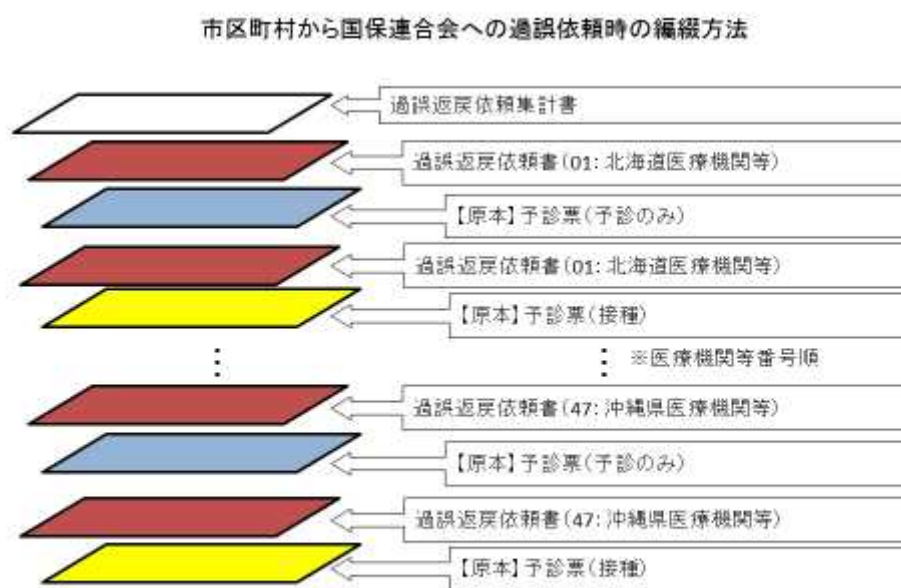 市区町村から国保連合会への過誤依頼時の編綴方法
過誤返戻依頼集計書
過誤返戻依頼書(01:北海道医療機関等)
【原本】予診票(予診のみ)
過誤返戻依頼書(01:北海道医療機関等)
【原本】予診票(接種)
※医療機関等番号順
過誤返戻依頼書(47:沖縄県医療機関等)
【原本】予診票(予診のみ)
過誤返戻依頼書(47:沖縄県医療機関等)
【原本】予診票(接種)